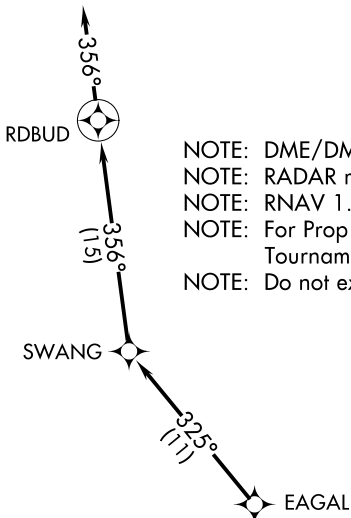 356°
RDBUD
356°
(15)
SWANG
325°
(11)
EAGAL
NOTE: DME/DM
NOTE: RADAR
NOTE: RNAV 1.
NOTE: For Prop
Tournam
NOTE: Do not ex